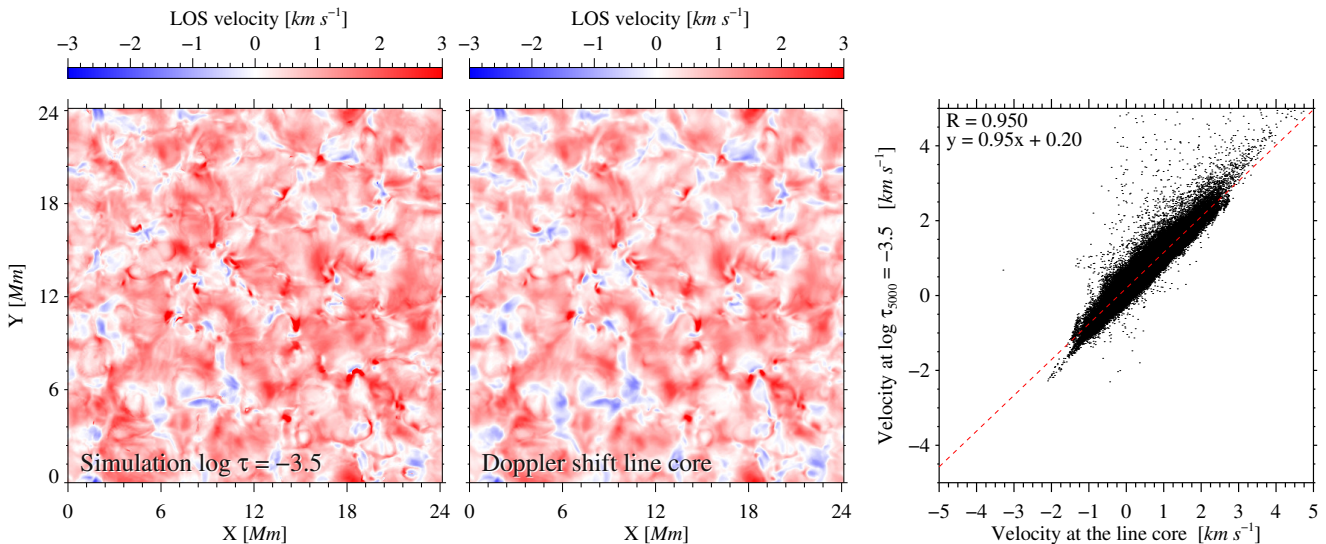 LOS velocity [km s⁻¹]
−3 −2 −1 0 1 2 3
LOS velocity [km s⁻¹]
−3 −2 −1 0 1 2 3
24
18
12
6
0
Y [Mm]
Simulation log τ = −3.5
0 6 12 18 24
X [Mm]
Doppler shift line core
0 6 12 18 24
X [Mm]
R = 0.950
y = 0.95x + 0.20
4
2
0
−2
−4
Velocity at log τ₅₀₀₀ = −3.5 [km s⁻¹]
−5 −4 −3 −2 −1 0 1 2 3 4 5
Velocity at the line core [km s⁻¹]